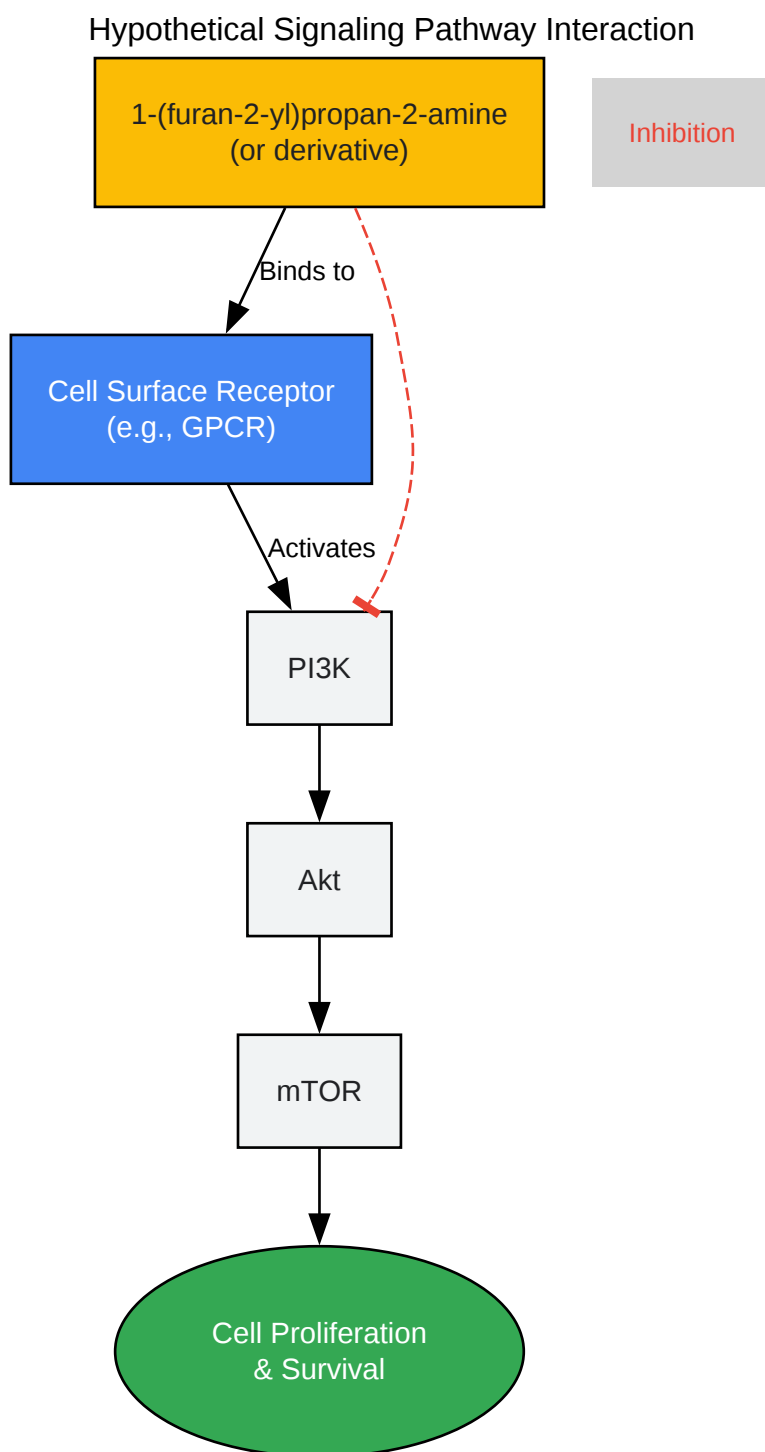 Hypothetical Signaling Pathway Interaction
1-(furan-2-yl)propan-2-amine
(or derivative)
Inhibition
Binds to
Cell Surface Receptor
(e.g., GPCR)
Activates
PI3K
Akt
mTOR
Cell Proliferation
& Survival